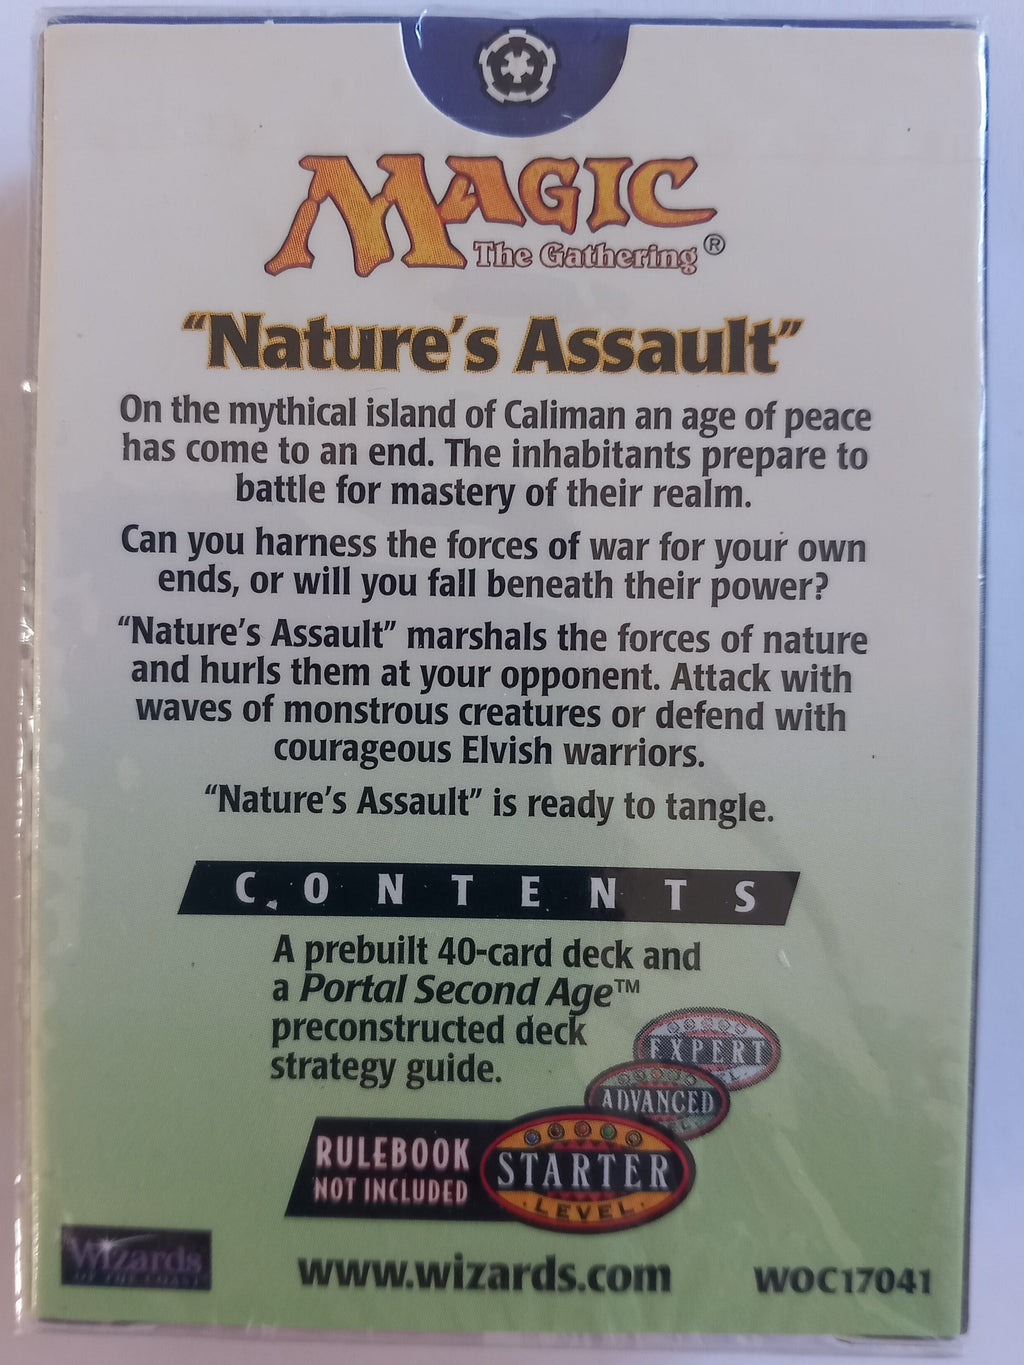 MAGIC
The Gathering®
“Nature’s Assault”
On the mythical island of Caliman an age of peace
has come to an end. The inhabitants prepare to
battle for mastery of their realm.
Can you harness the forces of war for your own
ends, or will you fall beneath their power?
“Nature’s Assault” marshals the forces of nature
and hurls them at your opponent. Attack with
waves of monstrous creatures or defend with
courageous Elvish warriors.
“Nature’s Assault” is ready to tangle.
CONTENTS
A prebuilt 40-card deck and
a Portal Second Age™
preconstructed deck
strategy guide.
EXPERT
ADVANCED
RULEBOOK
NOT INCLUDED
STARTER
LEVEL
Wizards
OF THE COAST
www.wizards.com
WOC17041